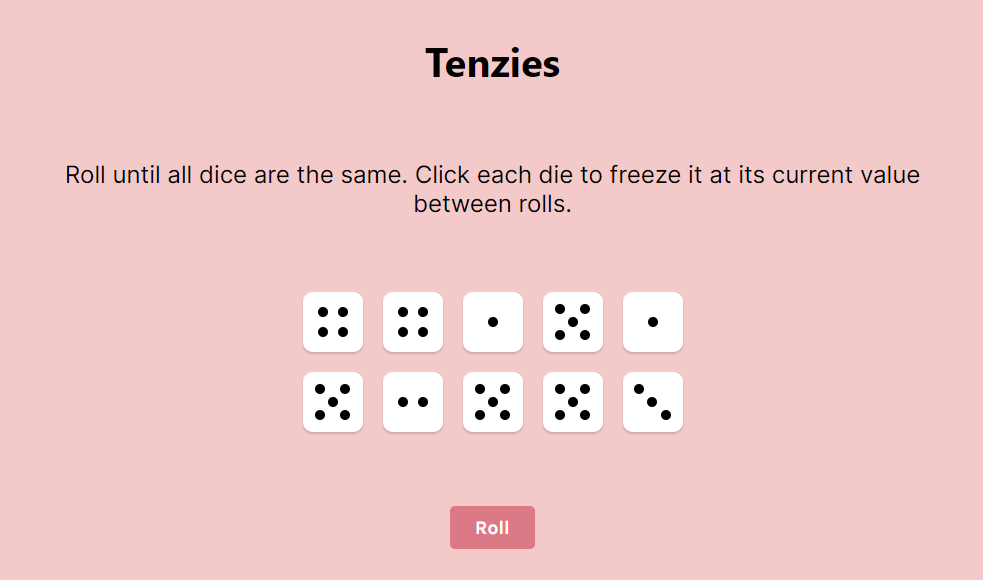 Tenzies
Roll until all dice are the same. Click each die to freeze it at its current value
between rolls.
Roll